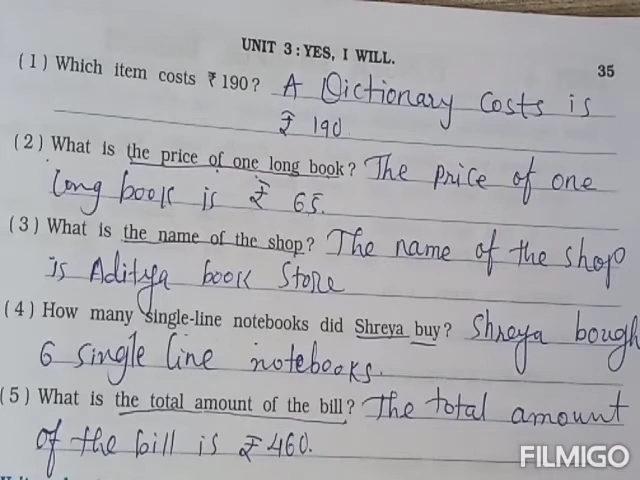 UNIT 3 : YES, I WILL.
35
(1) Which item costs ₹190? A Dictionary costs is
₹ 190
(2) What is the price of one long book? The price of one
long book is ₹ 65.
(3) What is the name of the shop? The name of the shop
is Aditya book Store
(4) How many single-line notebooks did Shreya buy? Shreya bough
6 single line notebooks.
(5) What is the total amount of the bill? The total amount
of the bill is ₹460.
FILMIGO